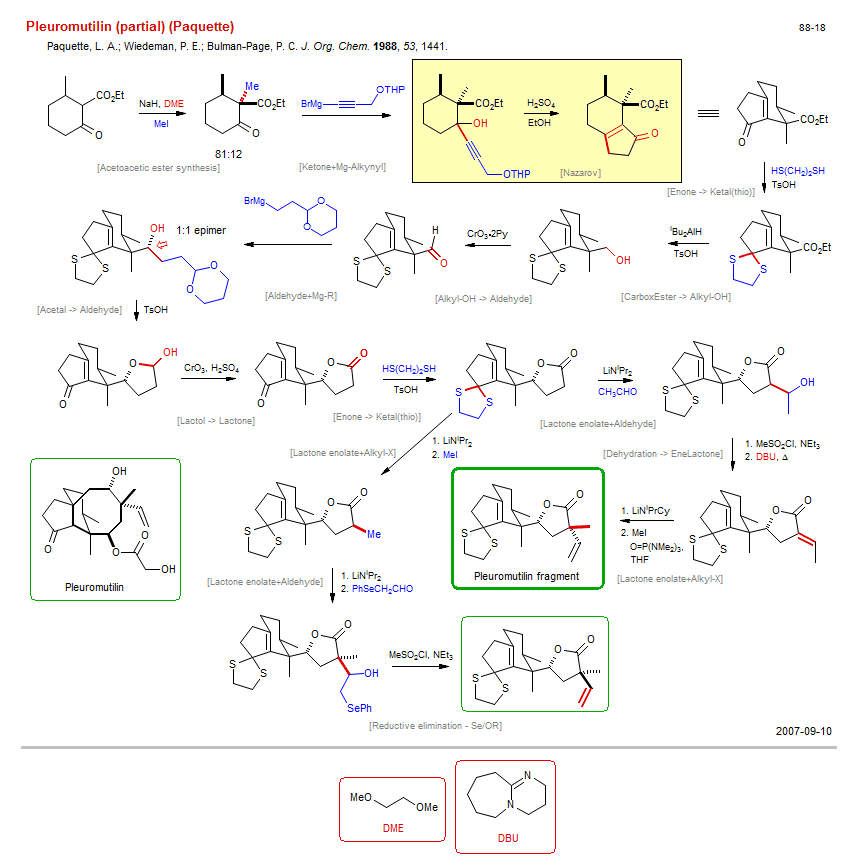 Pleuromutilin (partial) (Paquette)
88-18
Paquette, L. A.; Wiedeman, P. E.; Bulman-Page, P. C. J. Org. Chem. 1988, 53, 1441.
CO₂Et
O
NaH, DME
MeI
Me
CO₂Et
O
81:12
[Acetoacetic ester synthesis]
BrMg
OTHP
[Ketone+Mg-Alkynyl]
CO₂Et
OH
OTHP
H₂SO₄
EtOH
CO₂Et
O
[Nazarov]
O
CO₂Et
[Enone -> Ketal(thio)]
HS(CH₂)₂SH
TsOH
OH
1:1 epimer
S
S
O
O
BrMg
O
O
[Aldehyde+Mg-R]
H
O
S
S
CrO₃•2Py
[Alkyl-OH -> Aldehyde]
OH
S
S
ⁱBu₂AlH
TsOH
[CarboxEster -> Alkyl-OH]
CO₂Et
S
S
[Acetal -> Aldehyde]
TsOH
O
O
OH
CrO₃, H₂SO₄
[Lactol -> Lactone]
O
O
O
HS(CH₂)₂SH
TsOH
[Enone -> Ketal(thio)]
S
S
O
O
LiNⁱPr₂
CH₃CHO
[Lactone enolate+Aldehyde]
S
S
O
O
OH
1. LiNⁱPr₂
2. MeI
[Lactone enolate+Alkyl-X]
[Dehydration -> EneLactone]
1. MeSO₂Cl, NEt₃
2. DBU, Δ
OH
O
O
O
OH
Pleuromutilin
S
S
O
O
Me
S
S
O
O
Pleuromutilin fragment
1. LiNⁱPrCy
2. MeI
O=P(NMe₂)₃,
THF
[Lactone enolate+Alkyl-X]
S
S
O
O
[Lactone enolate+Aldehyde]
1. LiNⁱPr₂
2. PhSeCH₂CHO
S
S
O
O
OH
SePh
MeSO₂Cl, NEt₃
[Reductive elimination - Se/OR]
S
S
O
O
2007-09-10
MeO
OMe
DME
N
N
DBU